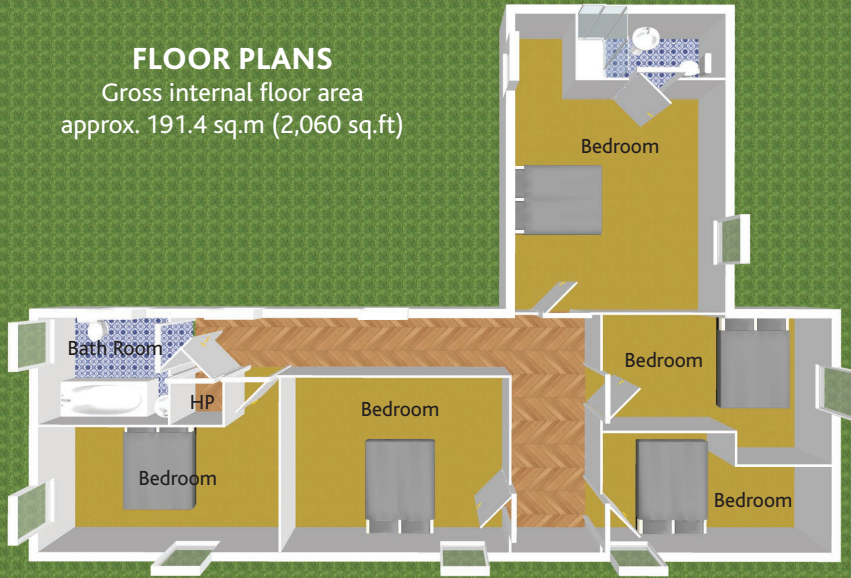 FLOOR PLANS
Gross internal floor area
approx. 191.4 sq.m (2,060 sq.ft)
Bedroom
Bath Room
Bedroom
HP
Bedroom
Bedroom
Bedroom